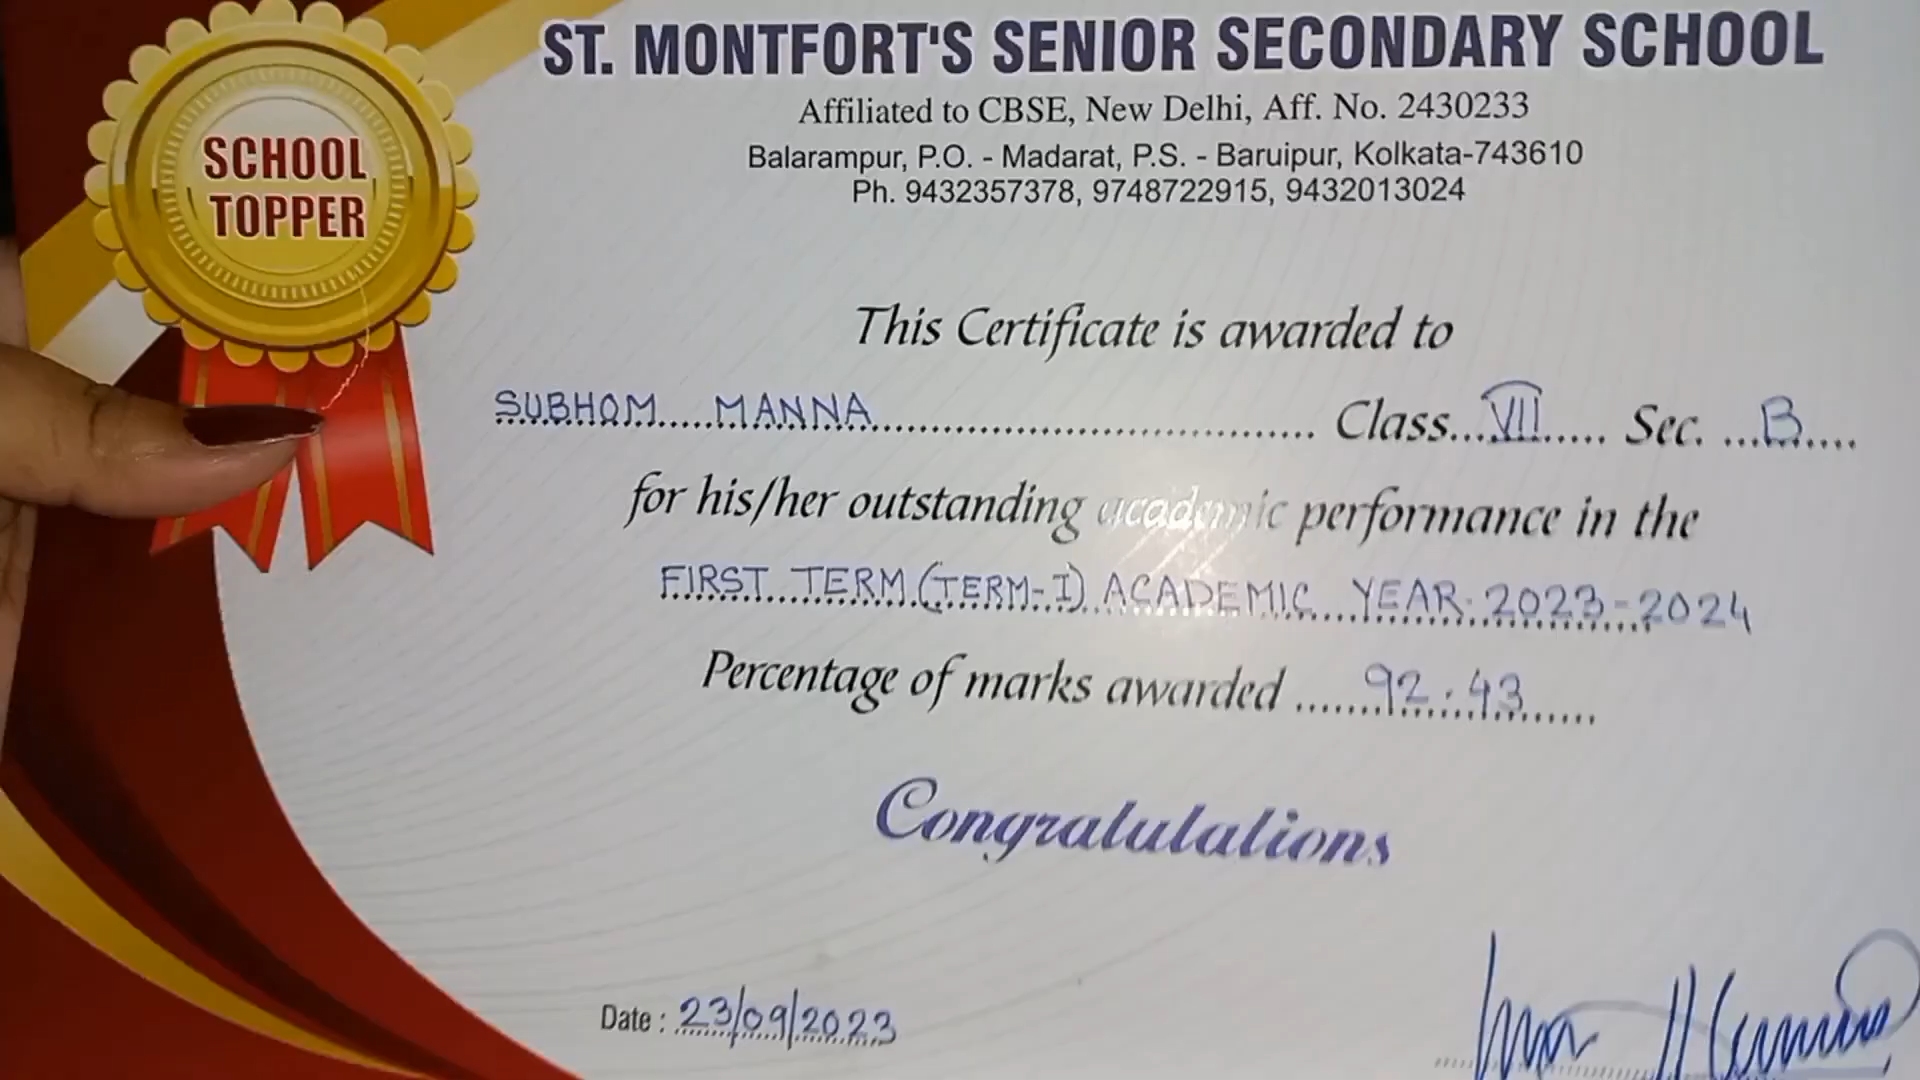 SCHOOL
TOPPER
ST. MONTFORT'S SENIOR SECONDARY SCHOOL
Affiliated to CBSE, New Delhi, Aff. No. 2430233
Balarampur, P.O. - Madarat, P.S. - Baruipur, Kolkata-743610
Ph. 9432357378, 9748722915, 9432013024
This Certificate is awarded to
SUBHOM MANNA Class VII Sec. B
for his/her outstanding academic performance in the
FIRST TERM (TERM-I) ACADEMIC YEAR 2023-2024
Percentage of marks awarded 92.43
Congratulations
Date : 23/09/2023